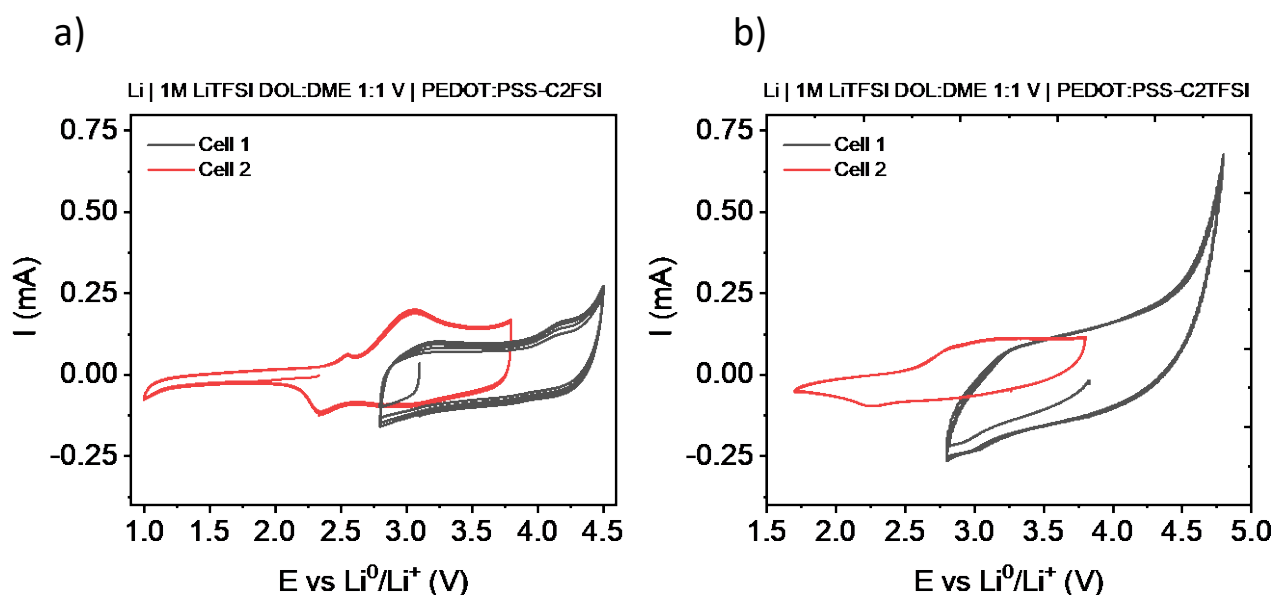 a)
Li | 1M LiTFSI DOL:DME 1:1 V | PEDOT:PSS-C2FSI
Cell 1
Cell 2
0.75
0.50
0.25
0.00
-0.25
I (mA)
1.0 1.5 2.0 2.5 3.0 3.5 4.0 4.5
E vs Li⁰/Li⁺ (V)
b)
Li | 1M LiTFSI DOL:DME 1:1 V | PEDOT:PSS-C2TFSI
Cell 1
Cell 2
0.75
0.50
0.25
0.00
-0.25
I (mA)
1.5 2.0 2.5 3.0 3.5 4.0 4.5 5.0
E vs Li⁰/Li⁺ (V)